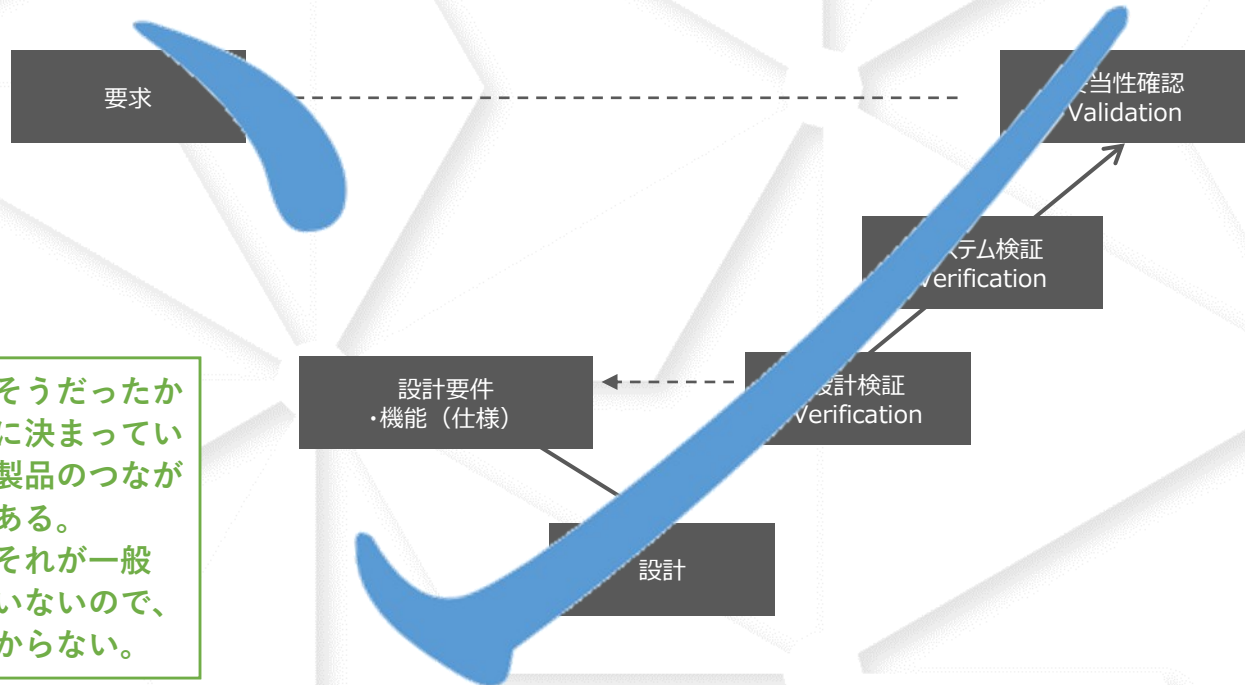 要求
当性確認
Validation
テム検証
Verification
設計要件
・機能（仕様）
設計検証
Verification
設計
そうだったか
に決まってい
製品のつなが
ある。
それが一般
いないので、
からない。